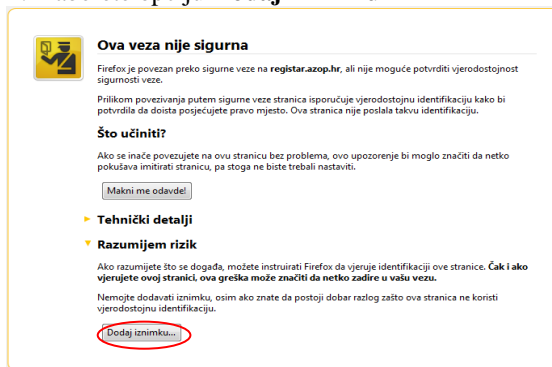 Ova veza nije sigurna
Firefox je povezan preko sigurne veze na registar.azop.hr, ali nije moguće potvrditi vjerodostojnost
sigurnosti veze.
Prilikom povezivanja putem sigurne veze stranica isporučuje vjerodostojnu identifikaciju kako bi
potvrdila da doista posjećujete pravo mjesto. Ova stranica nije poslala takvu identifikaciju.
Što učiniti?
Ako se inače povezujete na ovu stranicu bez problema, ovo upozorenje bi moglo značiti da netko
pokušava imitirati stranicu, pa stoga ne biste trebali nastaviti.
Makni me odavde!
Tehnički detalji
Razumijem rizik
Ako razumijete što se događa, možete instruirati Firefox da vjeruje identifikaciji ove stranice. Čak i ako
vjerujete ovoj stranici, ova greška može značiti da netko zadire u vašu vezu.
Nemojte dodavati iznimku, osim ako znate da postoji dobar razlog zašto ova stranica ne koristi
vjerodostojnu identifikaciju.
Dodaj iznimku...